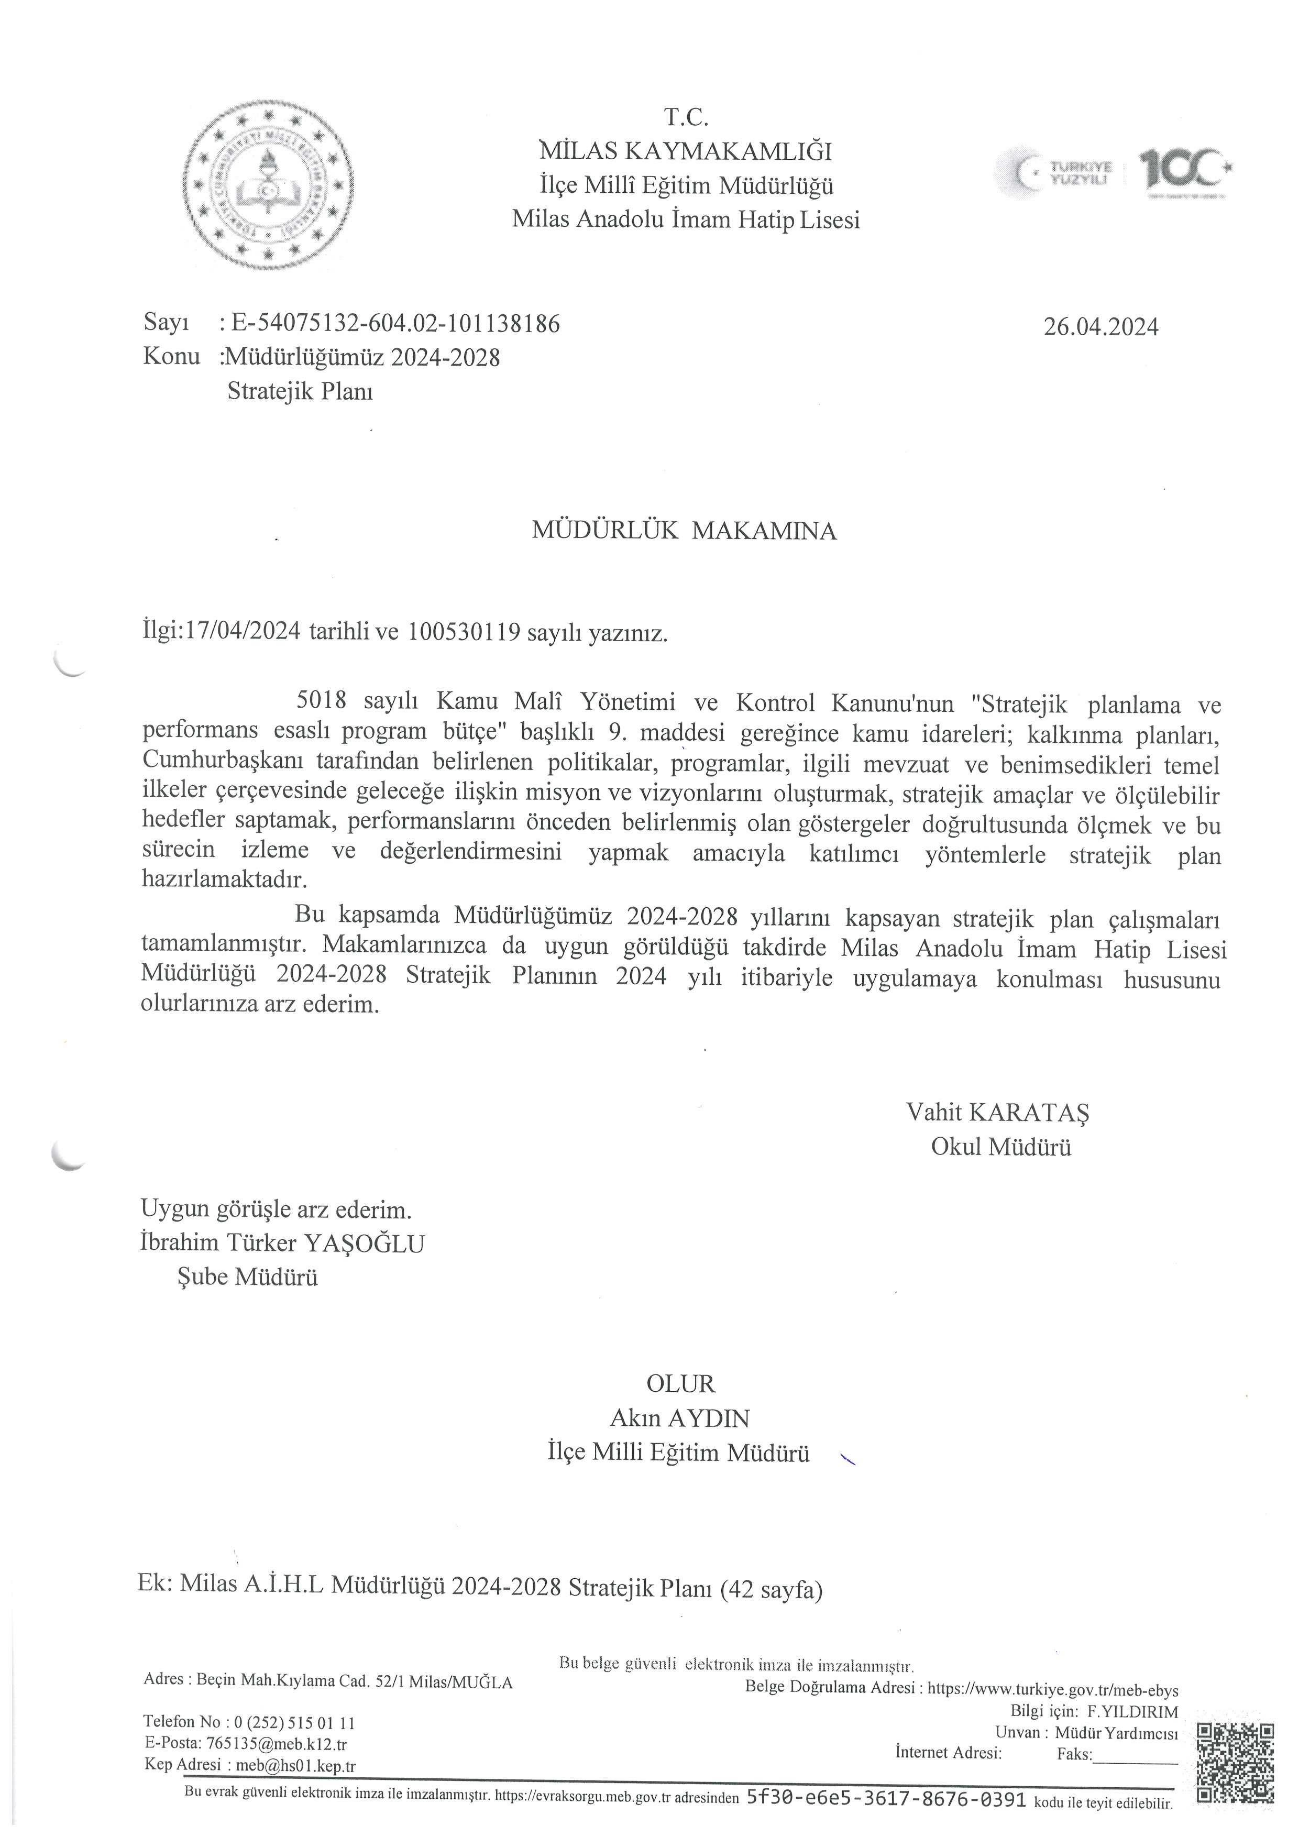 T.C.
MİLAS KAYMAKAMLIĞI
İlçe Millî Eğitim Müdürlüğü
Milas Anadolu İmam Hatip Lisesi
TÜRKİYE
YÜZYILI
100
Sayı : E-54075132-604.02-101138186
26.04.2024
Konu :Müdürlüğümüz 2024-2028
Stratejik Planı
MÜDÜRLÜK MAKAMINA
İlgi:17/04/2024 tarihli ve 100530119 sayılı yazınız.
5018 sayılı Kamu Malî Yönetimi ve Kontrol Kanunu'nun "Stratejik planlama ve
performans esaslı program bütçe" başlıklı 9. maddesi gereğince kamu idareleri; kalkınma planları,
Cumhurbaşkanı tarafından belirlenen politikalar, programlar, ilgili mevzuat ve benimsedikleri temel
ilkeler çerçevesinde geleceğe ilişkin misyon ve vizyonlarını oluşturmak, stratejik amaçlar ve ölçülebilir
hedefler saptamak, performanslarını önceden belirlenmiş olan göstergeler doğrultusunda ölçmek ve bu
sürecin izleme ve değerlendirmesini yapmak amacıyla katılımcı yöntemlerle stratejik plan
hazırlamaktadır.
Bu kapsamda Müdürlüğümüz 2024-2028 yıllarını kapsayan stratejik plan çalışmaları
tamamlanmıştır. Makamlarınızca da uygun görüldüğü takdirde Milas Anadolu İmam Hatip Lisesi
Müdürlüğü 2024-2028 Stratejik Planının 2024 yılı itibariyle uygulamaya konulması hususunu
olurlarınıza arz ederim.
Vahit KARATAŞ
Okul Müdürü
Uygun görüşle arz ederim.
İbrahim Türker YAŞOĞLU
Şube Müdürü
OLUR
Akın AYDIN
İlçe Milli Eğitim Müdürü
Ek: Milas A.İ.H.L Müdürlüğü 2024-2028 Stratejik Planı (42 sayfa)
Bu belge güvenli elektronik imza ile imzalanmıştır.
Adres : Beçin Mah.Kıylama Cad. 52/1 Milas/MUĞLA
Belge Doğrulama Adresi : https://www.turkiye.gov.tr/meb-ebys
Bilgi için: F.YILDIRIM
Telefon No : 0 (252) 515 01 11
Unvan : Müdür Yardımcısı
E-Posta: 765135@meb.k12.tr
İnternet Adresi: Faks:
Kep Adresi : meb@hs01.kep.tr
Bu evrak güvenli elektronik imza ile imzalanmıştır. https://evraksorgu.meb.gov.tr adresinden 5f30-e6e5-3617-8676-0391 kodu ile teyit edilebilir.